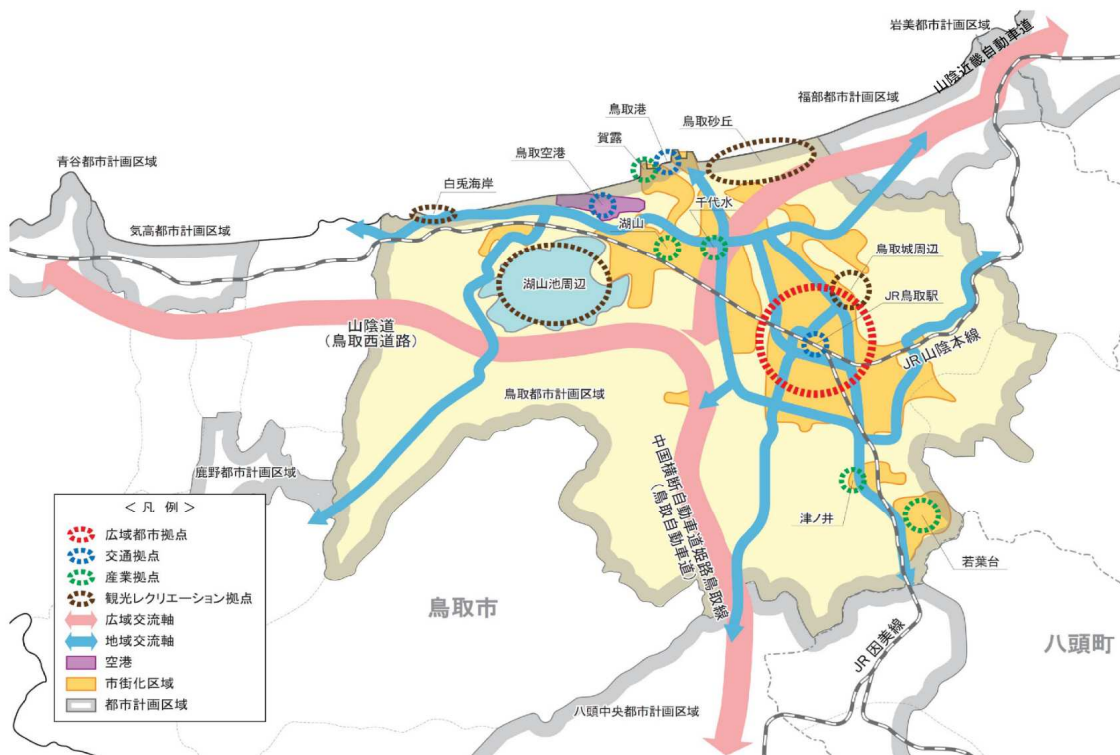 岩美都市計画区域
山陰近畿自動車道
福部都市計画区域
鳥取港
鳥取砂丘
賀露
青谷都市計画区域
鳥取空港
白兎海岸
千代水
湖山
気高都市計画区域
鳥取城周辺
湖山池周辺
JR鳥取駅
山陰道
(鳥取西道路)
JR山陰本線
鳥取都市計画区域
中国横断自動車道姫路鳥取線
(鳥取自動車道)
鹿野都市計画区域
津ノ井
若葉台
鳥取市
八頭町
JR因美線
八頭中央都市計画区域
<凡例>
広域都市拠点
交通拠点
産業拠点
観光レクリエーション拠点
広域交流軸
地域交流軸
空港
市街化区域
都市計画区域